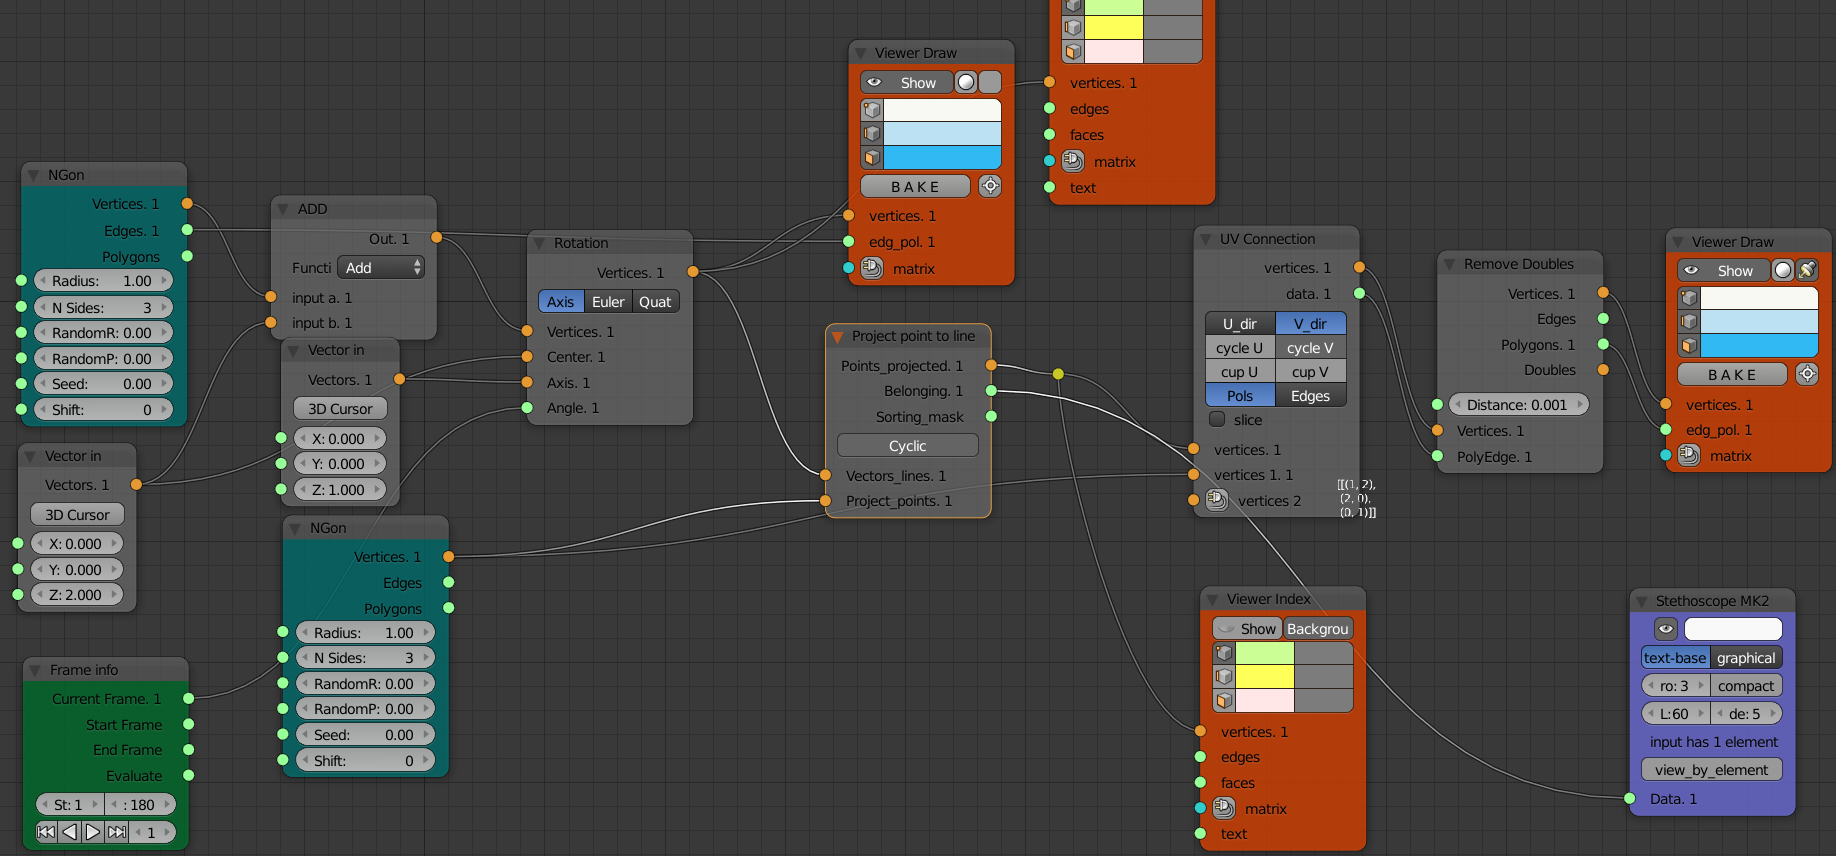 NGon
Vertices. 1
Edges. 1
Polygons
Radius: 1.00
N Sides: 3
RandomR: 0.00
RandomP: 0.00
Seed: 0.00
Shift: 0
Vector in
Vectors. 1
3D Cursor
X: 0.000
Y: 0.000
Z: 2.000
Frame info
Current Frame. 1
Start Frame
End Frame
Evaluate
St: 1
: 180
1
ADD
Out. 1
Functi
Add
input a. 1
input b. 1
Vector in
Vectors. 1
3D Cursor
X: 0.000
Y: 0.000
Z: 1.000
NGon
Vertices. 1
Edges
Polygons
Radius: 1.00
N Sides: 3
RandomR: 0.00
RandomP: 0.00
Seed: 0.00
Shift: 0
Rotation
Vertices. 1
Axis Euler Quat
Vertices. 1
Center. 1
Axis. 1
Angle. 1
Viewer Draw
Show
BAKE
vertices. 1
edg_pol. 1
matrix
Project point to line
Points_projected. 1
Belonging. 1
Sorting_mask
Cyclic
Vectors_lines. 1
Project_points. 1
vertices. 1
edges
faces
matrix
text
UV Connection
vertices. 1
data. 1
U_dir V_dir
cycle U cycle V
cup U cup V
Pols Edges
slice
vertices. 1
vertices 1. 1
vertices 2
[[(1, 2),
(2, 0),
(0, 1)]]
Viewer Index
Show Backgrou
vertices. 1
edges
faces
matrix
text
Remove Doubles
Vertices. 1
Edges
Polygons. 1
Doubles
Distance: 0.001
Vertices. 1
PolyEdge. 1
Viewer Draw
Show
BAKE
vertices. 1
edg_pol. 1
matrix
Stethoscope MK2
text-base graphical
ro: 3 compact
L: 60 de: 5
input has 1 element
view_by_element
Data. 1